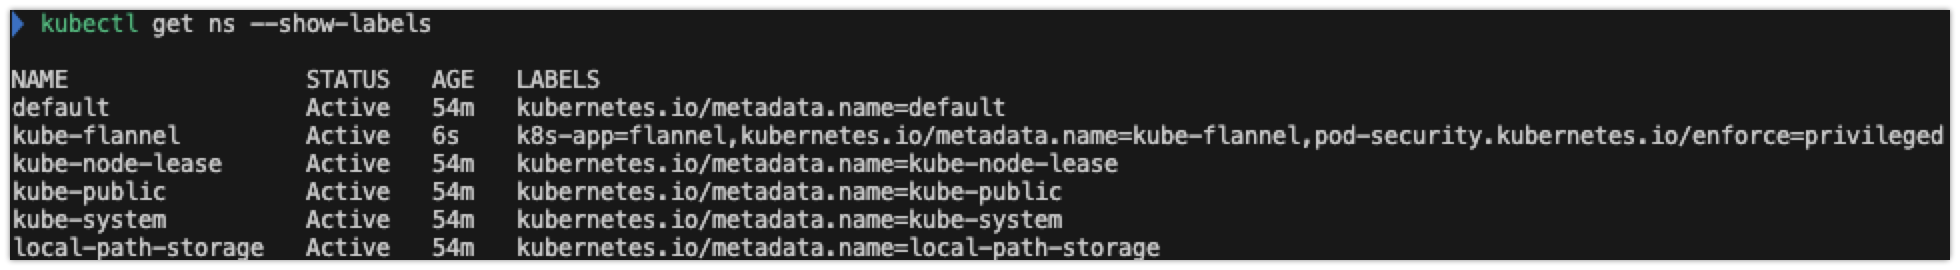 kubectl get ns --show-labels
NAME STATUS AGE LABELS
default Active 54m kubernetes.io/metadata.name=default
kube-flannel Active 6s k8s-app=flannel,kubernetes.io/metadata.name=kube-flannel,pod-security.kubernetes.io/enforce=privileged
kube-node-lease Active 54m kubernetes.io/metadata.name=kube-node-lease
kube-public Active 54m kubernetes.io/metadata.name=kube-public
kube-system Active 54m kubernetes.io/metadata.name=kube-system
local-path-storage Active 54m kubernetes.io/metadata.name=local-path-storage